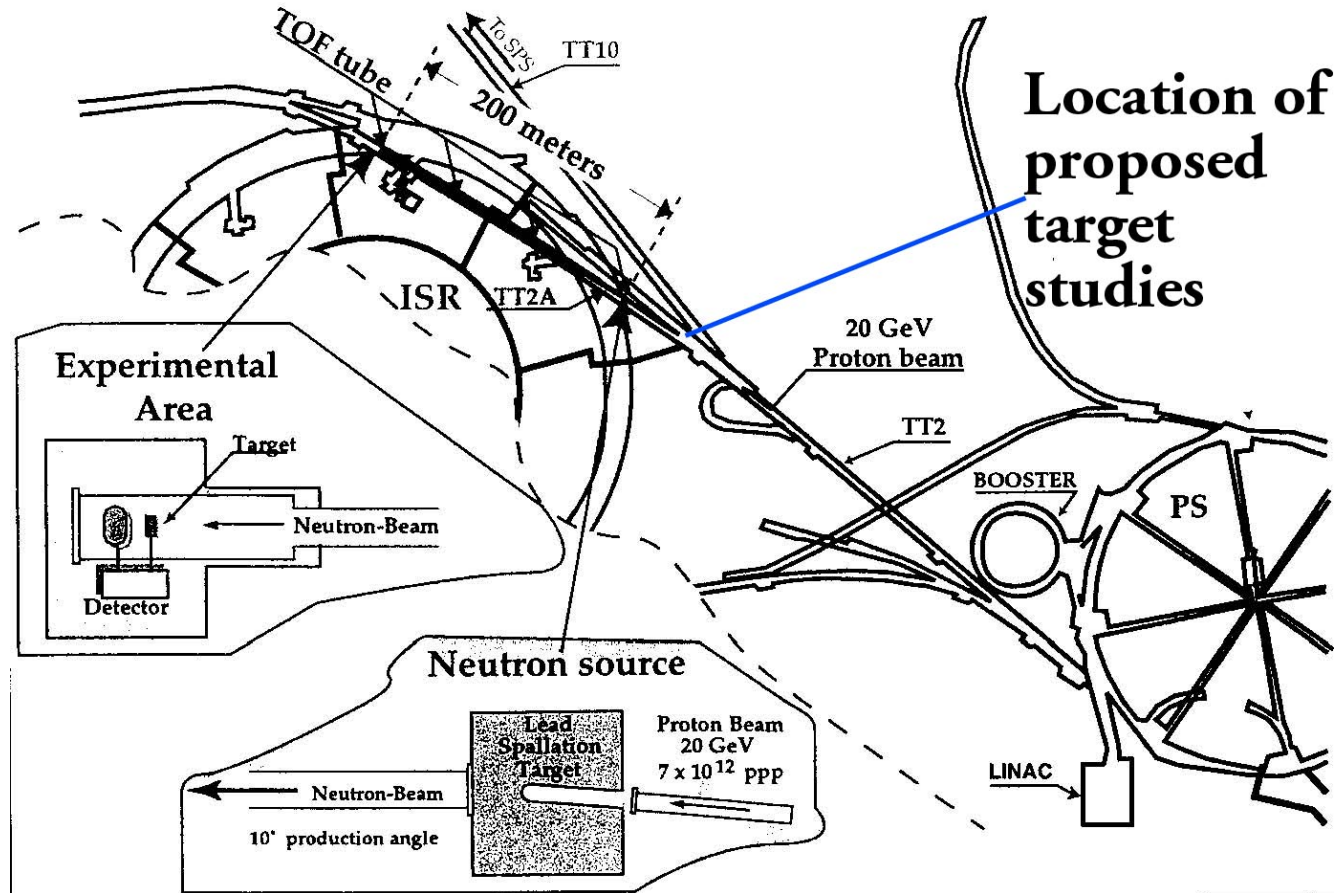 To SPS
TT10
TOF tube
200 meters
Location of
proposed
target
studies
ISR
TT2A
20 GeV
Proton beam
TT2
BOOSTER
PS
LINAC
Experimental
Area
Target
Neutron-Beam
Detector
Neutron source
Lead
Spallation
Target
Proton Beam
20 GeV
7 x 10¹² ppp
Neutron-Beam
10° production angle